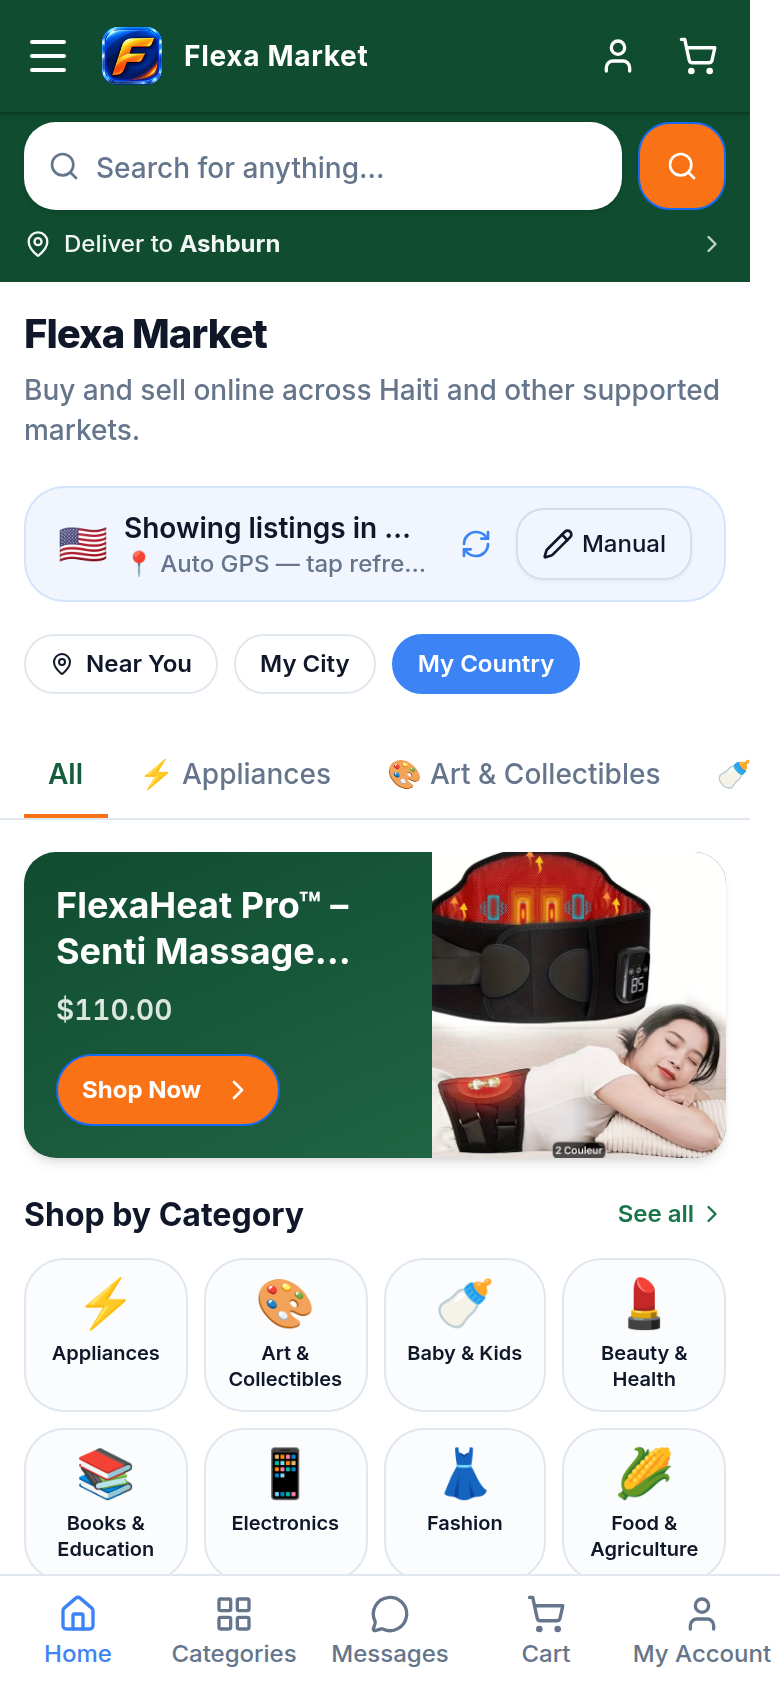 Flexa Market
Search for anything...
Deliver to Ashburn
Flexa Market
Buy and sell online across Haiti and other supported
markets.
Showing listings in ...
📍 Auto GPS — tap refre...
Manual
Near You
My City
My Country
All
Appliances
Art & Collectibles
FlexaHeat Pro™ –
Senti Massage...
$110.00
Shop Now
85
2 Couleur
Shop by Category
See all
Appliances
Art &
Collectibles
Baby & Kids
Beauty &
Health
Books &
Education
Electronics
Fashion
Food &
Agriculture
Home
Categories
Messages
Cart
My Account